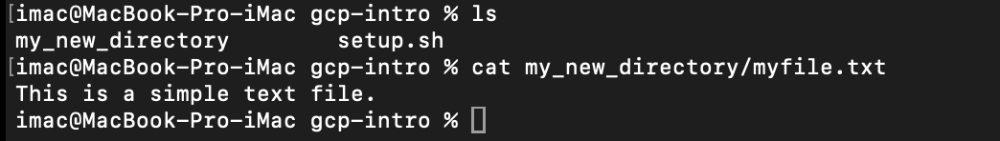 [imac@MacBook-Pro-iMac gcp-intro % ls
my_new_directory        setup.sh
[imac@MacBook-Pro-iMac gcp-intro % cat my_new_directory/myfile.txt
This is a simple text file.
imac@MacBook-Pro-iMac gcp-intro %